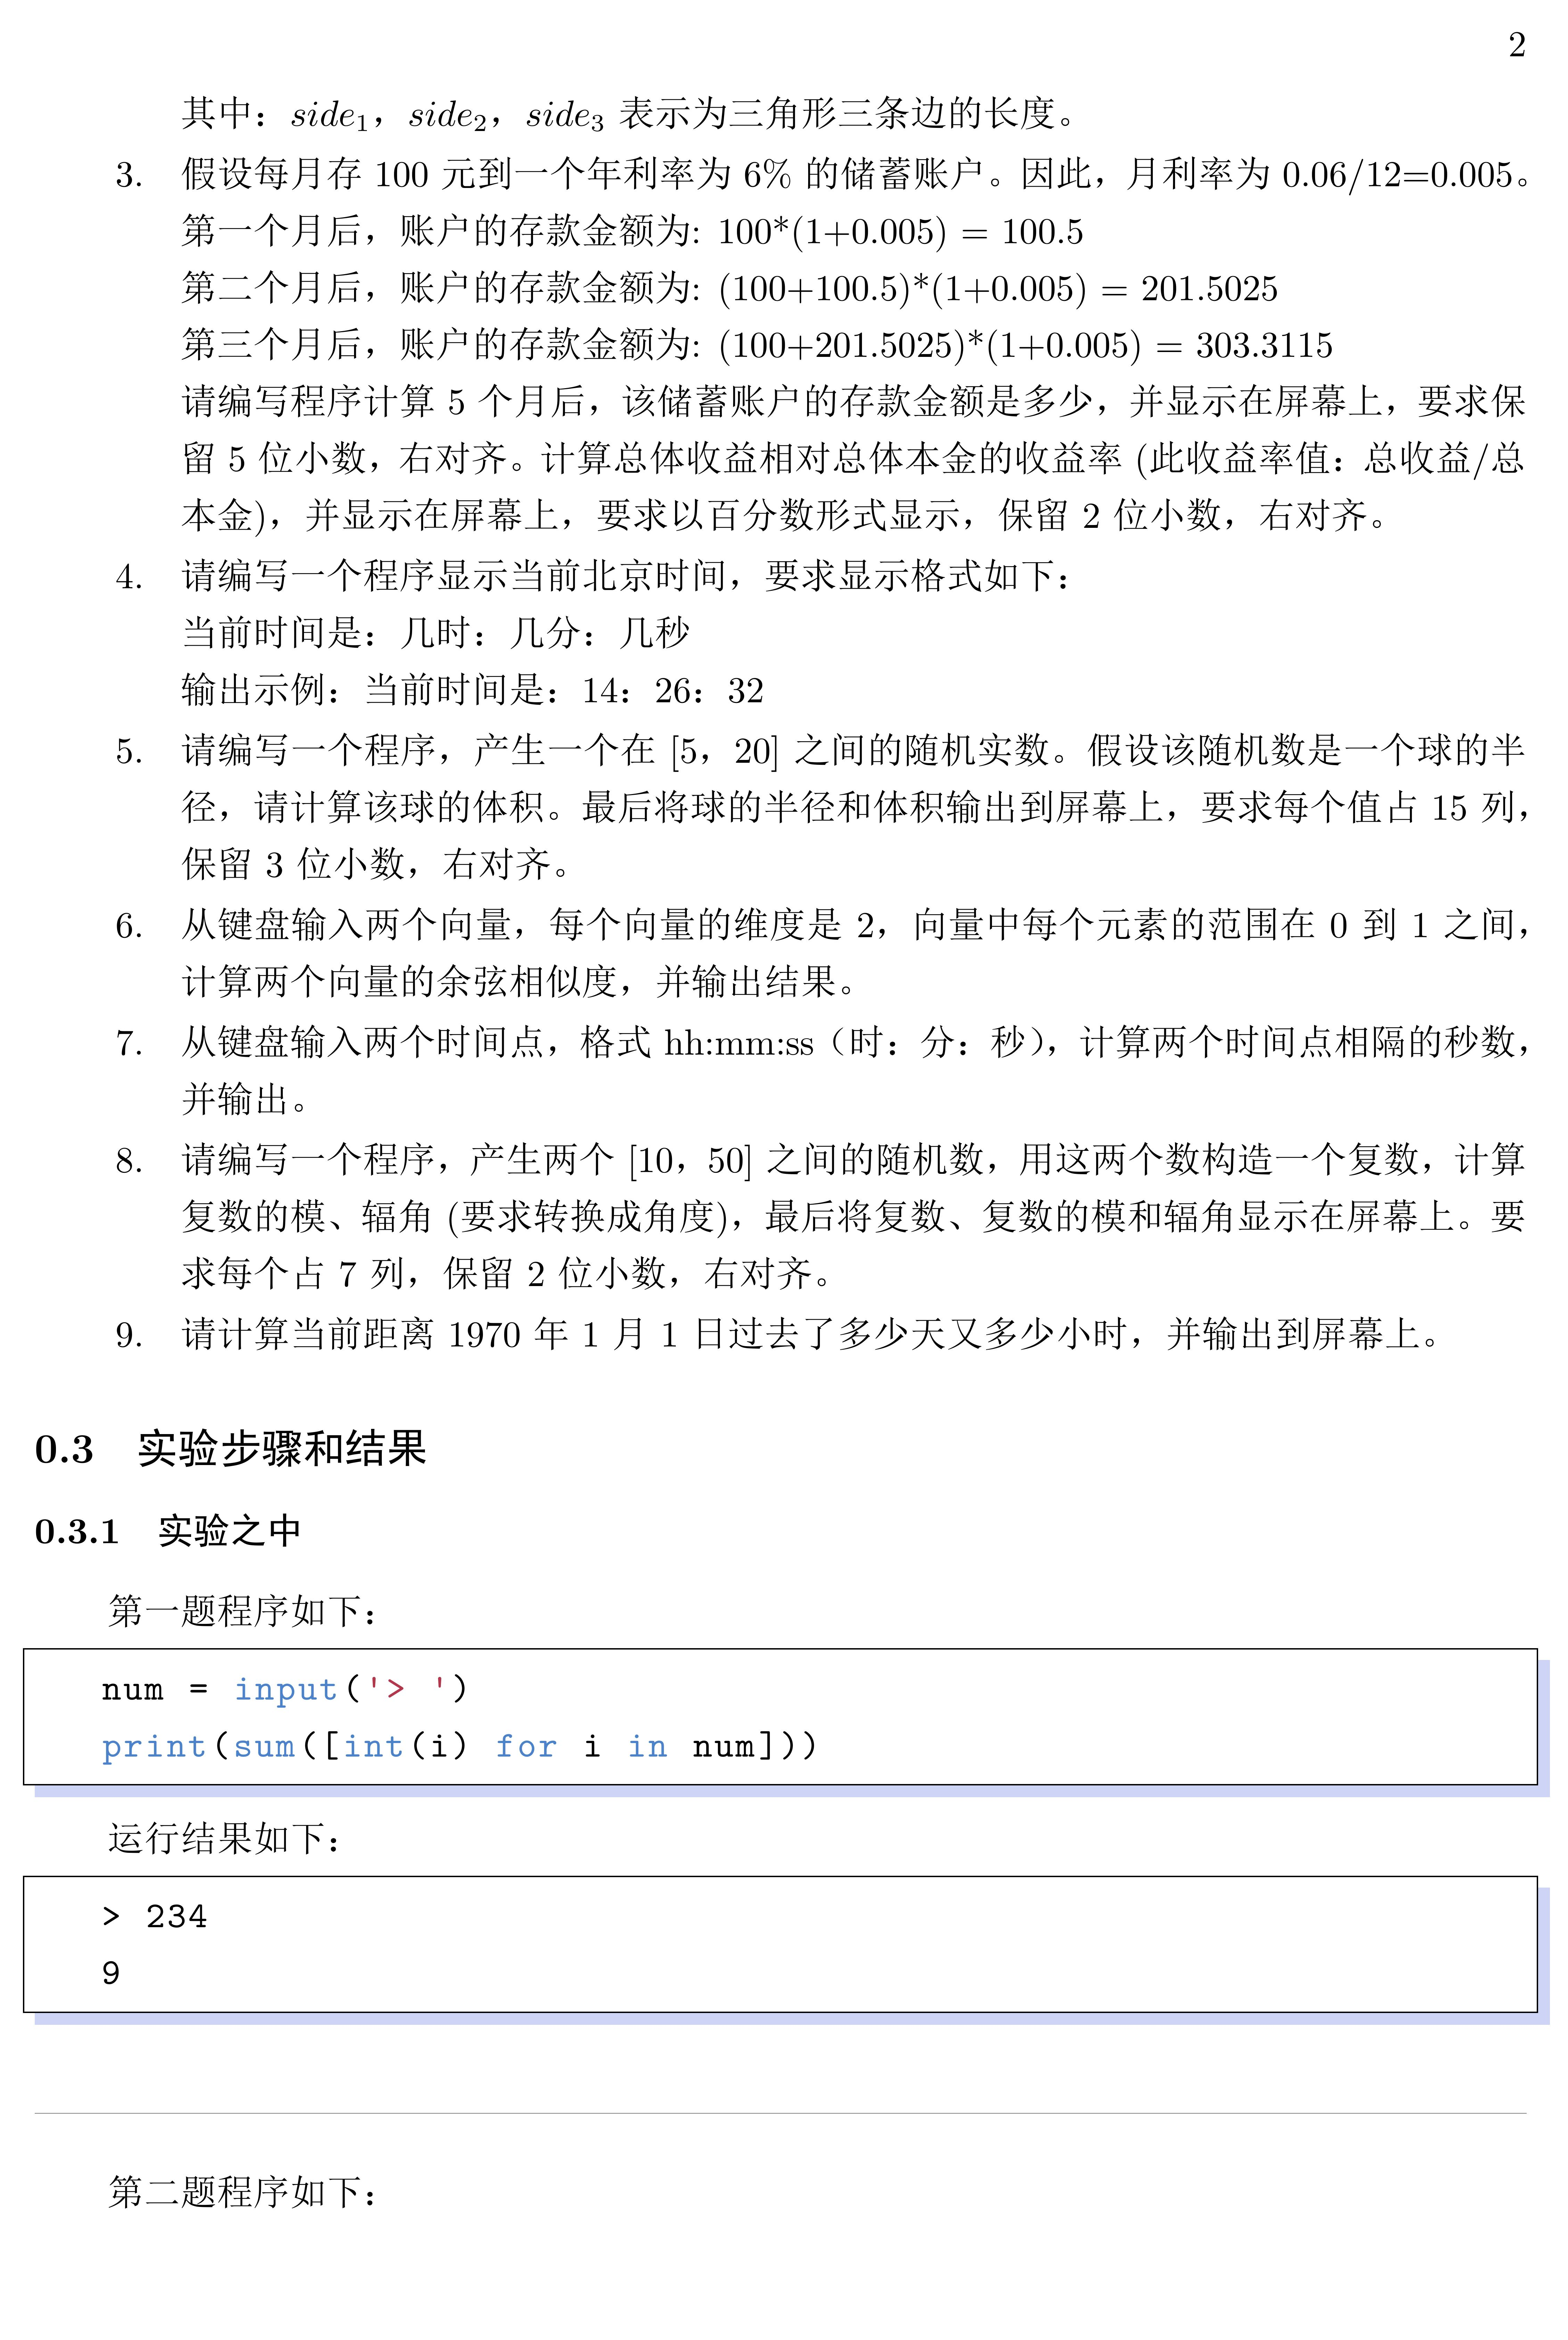 2
其中：side₁，side₂，side₃ 表示为三角形三条边的长度。
3. 假设每月存 100 元到一个年利率为 6% 的储蓄账户。因此，月利率为 0.06/12=0.005。
第一个月后，账户的存款金额为: 100*(1+0.005) = 100.5
第二个月后，账户的存款金额为: (100+100.5)*(1+0.005) = 201.5025
第三个月后，账户的存款金额为: (100+201.5025)*(1+0.005) = 303.3115
请编写程序计算 5 个月后，该储蓄账户的存款金额是多少，并显示在屏幕上，要求保
留 5 位小数，右对齐。计算总体收益相对总体本金的收益率 (此收益率值：总收益/总
本金)，并显示在屏幕上，要求以百分数形式显示，保留 2 位小数，右对齐。
4. 请编写一个程序显示当前北京时间，要求显示格式如下：
当前时间是：几时：几分：几秒
输出示例：当前时间是：14：26：32
5. 请编写一个程序，产生一个在 [5，20] 之间的随机实数。假设该随机数是一个球的半
径，请计算该球的体积。最后将球的半径和体积输出到屏幕上，要求每个值占 15 列，
保留 3 位小数，右对齐。
6. 从键盘输入两个向量，每个向量的维度是 2，向量中每个元素的范围在 0 到 1 之间，
计算两个向量的余弦相似度，并输出结果。
7. 从键盘输入两个时间点，格式 hh:mm:ss（时：分：秒），计算两个时间点相隔的秒数，
并输出。
8. 请编写一个程序，产生两个 [10，50] 之间的随机数，用这两个数构造一个复数，计算
复数的模、辐角 (要求转换成角度)，最后将复数、复数的模和辐角显示在屏幕上。要
求每个占 7 列，保留 2 位小数，右对齐。
9. 请计算当前距离 1970 年 1 月 1 日过去了多少天又多少小时，并输出到屏幕上。
0.3 实验步骤和结果
0.3.1 实验之中
第一题程序如下：
num = input('> ')
print(sum([int(i) for i in num]))
运行结果如下：
> 234
9
第二题程序如下：